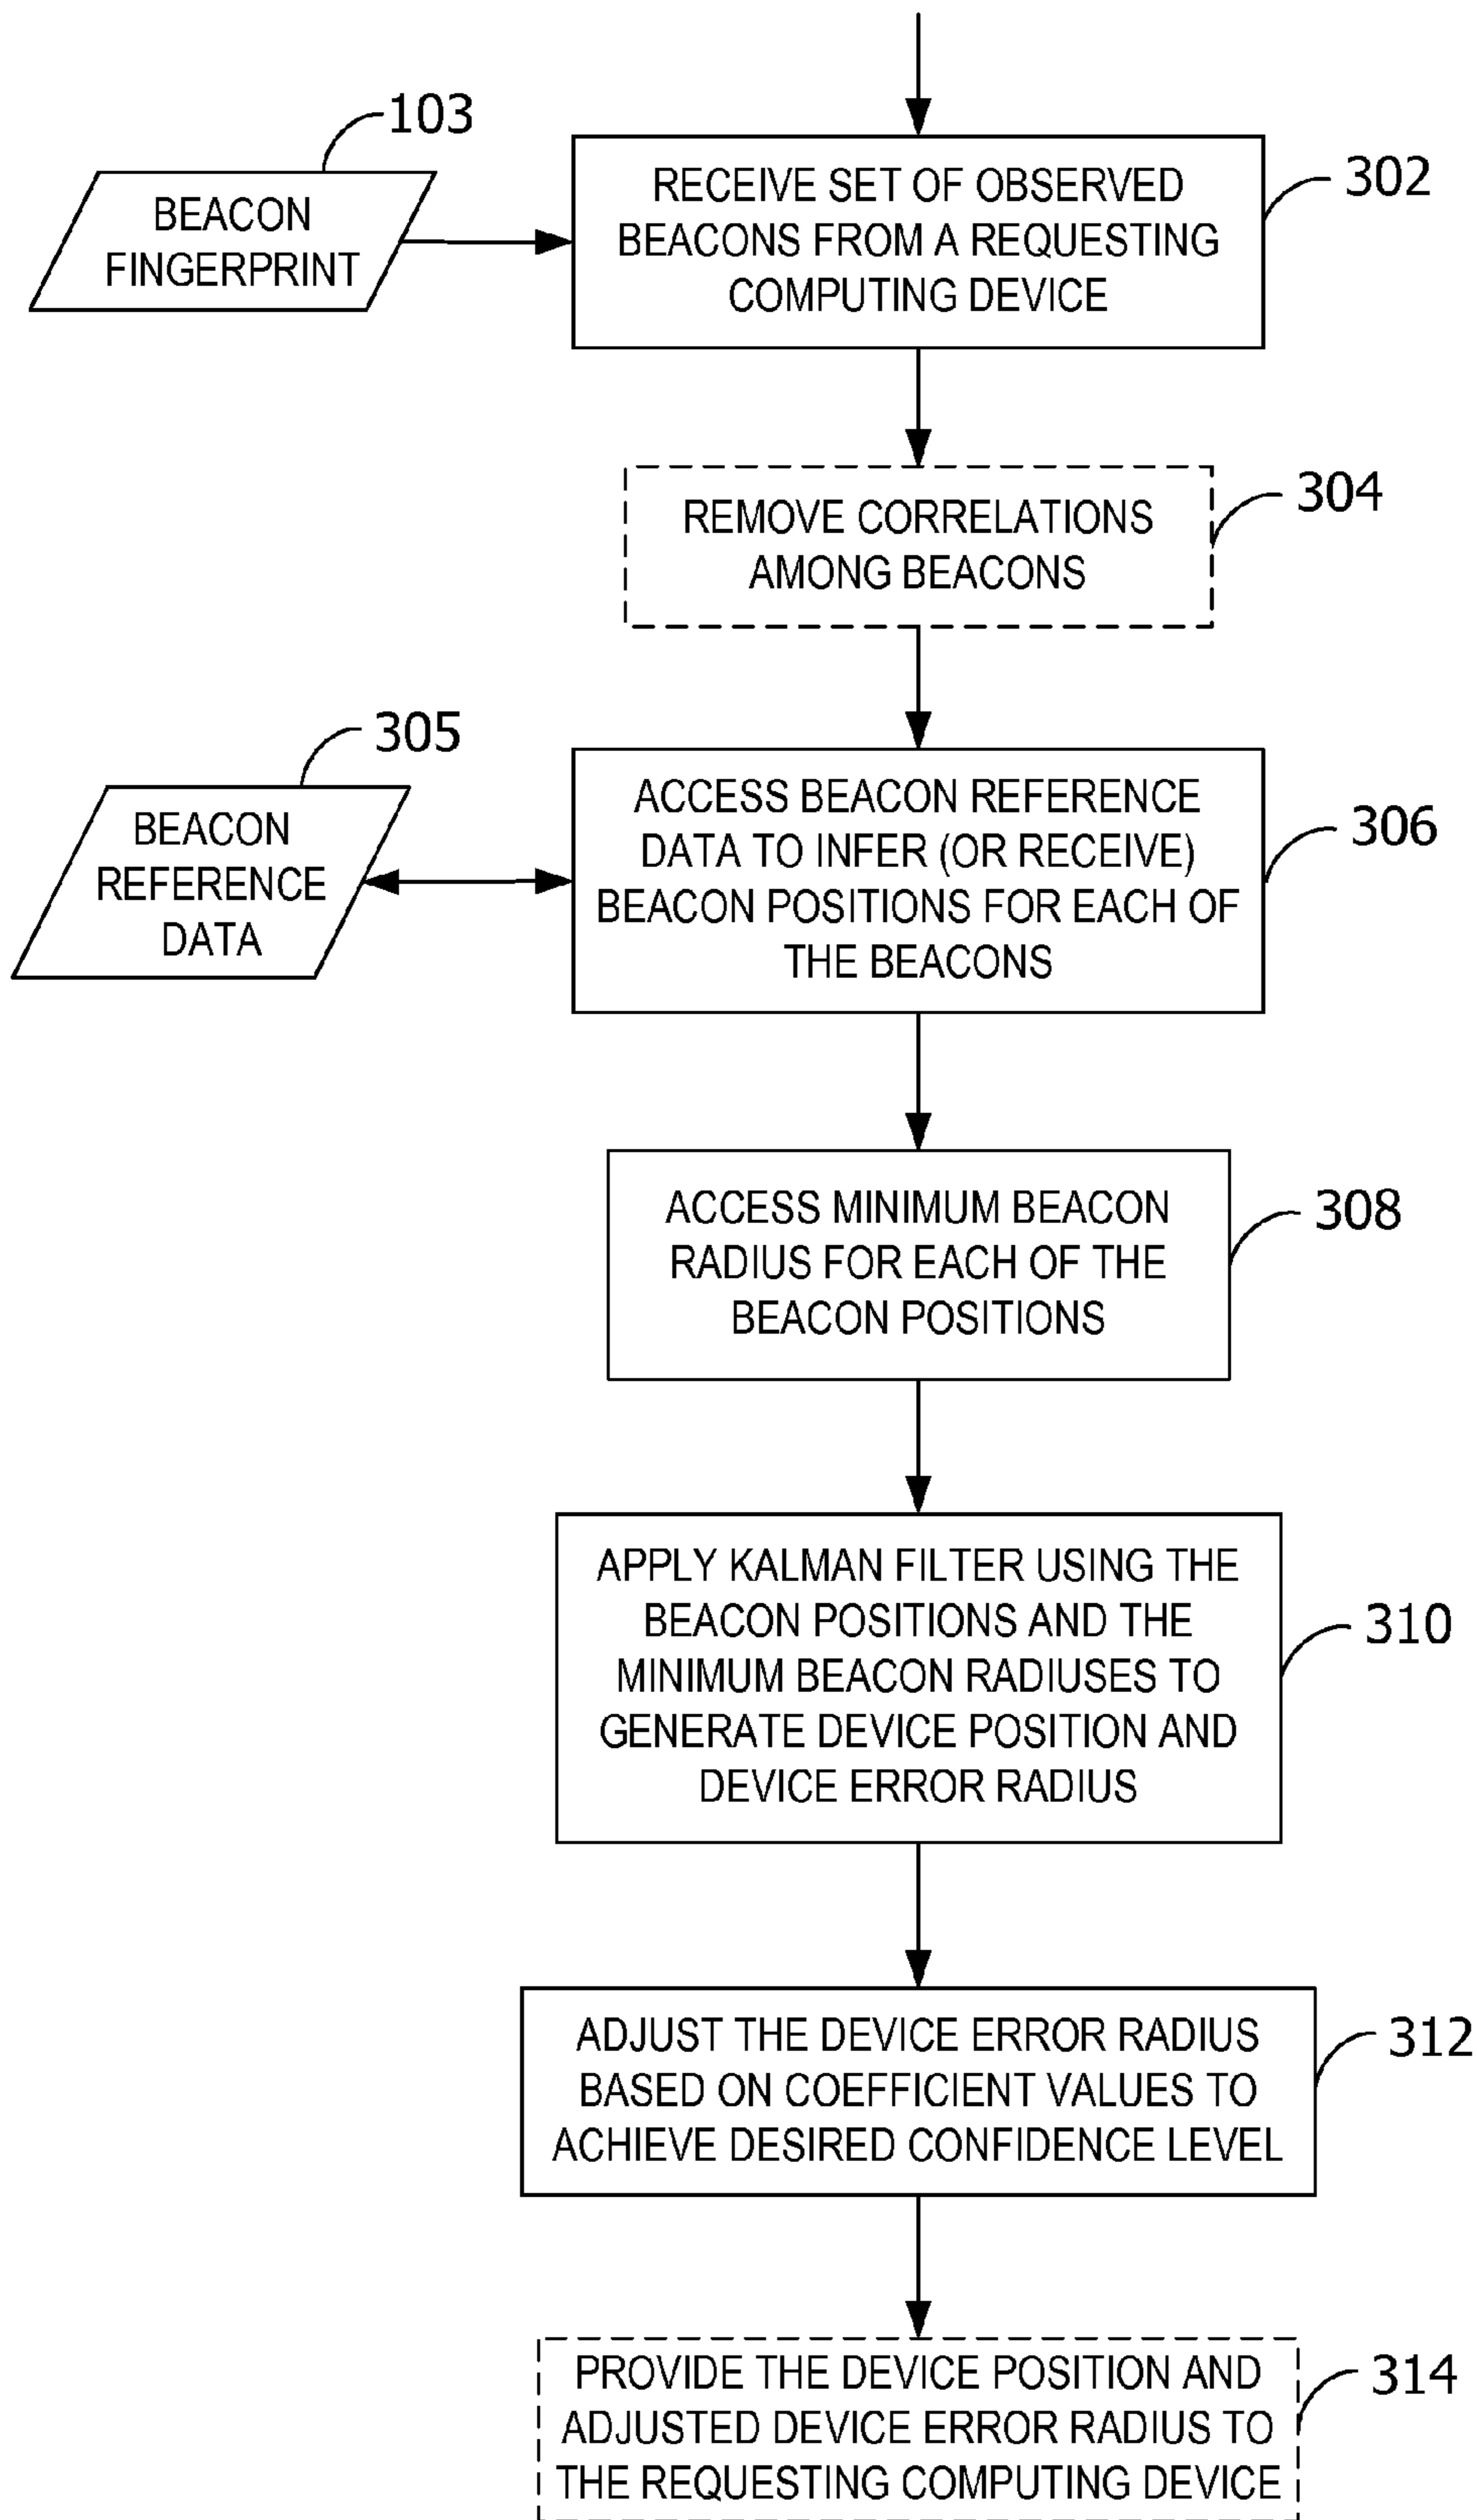 103
BEACON
FINGERPRINT
RECEIVE SET OF OBSERVED
BEACONS FROM A REQUESTING
COMPUTING DEVICE
302
REMOVE CORRELATIONS
AMONG BEACONS
304
305
BEACON
REFERENCE
DATA
ACCESS BEACON REFERENCE
DATA TO INFER (OR RECEIVE)
BEACON POSITIONS FOR EACH OF
THE BEACONS
306
ACCESS MINIMUM BEACON
RADIUS FOR EACH OF THE
BEACON POSITIONS
308
APPLY KALMAN FILTER USING THE
BEACON POSITIONS AND THE
MINIMUM BEACON RADIUSES TO
GENERATE DEVICE POSITION AND
DEVICE ERROR RADIUS
310
ADJUST THE DEVICE ERROR RADIUS
BASED ON COEFFICIENT VALUES TO
ACHIEVE DESIRED CONFIDENCE LEVEL
312
PROVIDE THE DEVICE POSITION AND
ADJUSTED DEVICE ERROR RADIUS TO
THE REQUESTING COMPUTING DEVICE
314